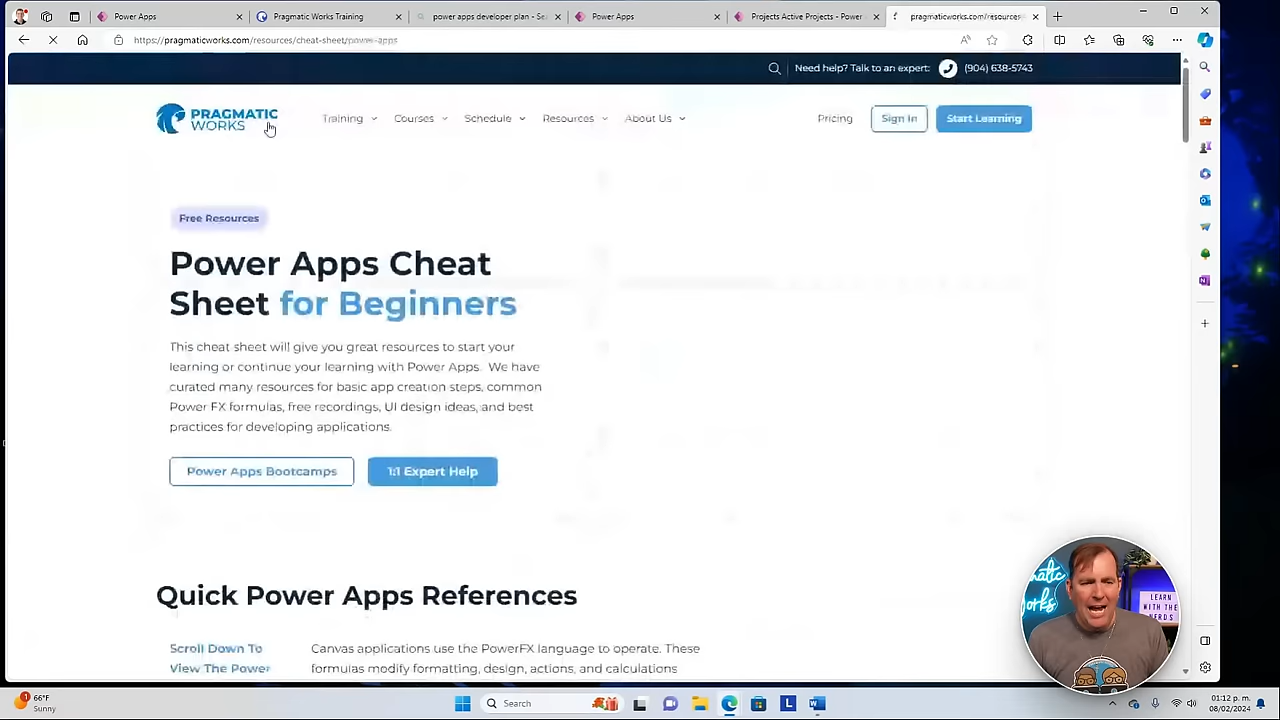 Power Apps
Pragmatic Works Training
power apps developer plan - Se
Power Apps
Projects Active Projects - Power
pragmaticworks.com/resources
https://pragmaticworks.com/resources/cheat-sheet/power-apps
Need help? Talk to an expert: (904) 638-5743
PRAGMATIC
WORKS
Training
Courses
Schedule
Resources
About Us
Pricing
Sign In
Start Learning
Free Resources
Power Apps Cheat
Sheet for Beginners
This cheat sheet will give you great resources to start your
learning or continue your learning with Power Apps. We have
curated many resources for basic app creation steps, common
Power FX formulas, free recordings, UI design ideas, and best
practices for developing applications.
Power Apps Bootcamps
1:1 Expert Help
Quick Power Apps References
Scroll Down To
View The Power
Canvas applications use the PowerFX language to operate. These
formulas modify formatting, design, actions, and calculations
LEARN
WITH THE
NERDS
66°F
Sunny
Search
01:12 p. m.
08/02/2024